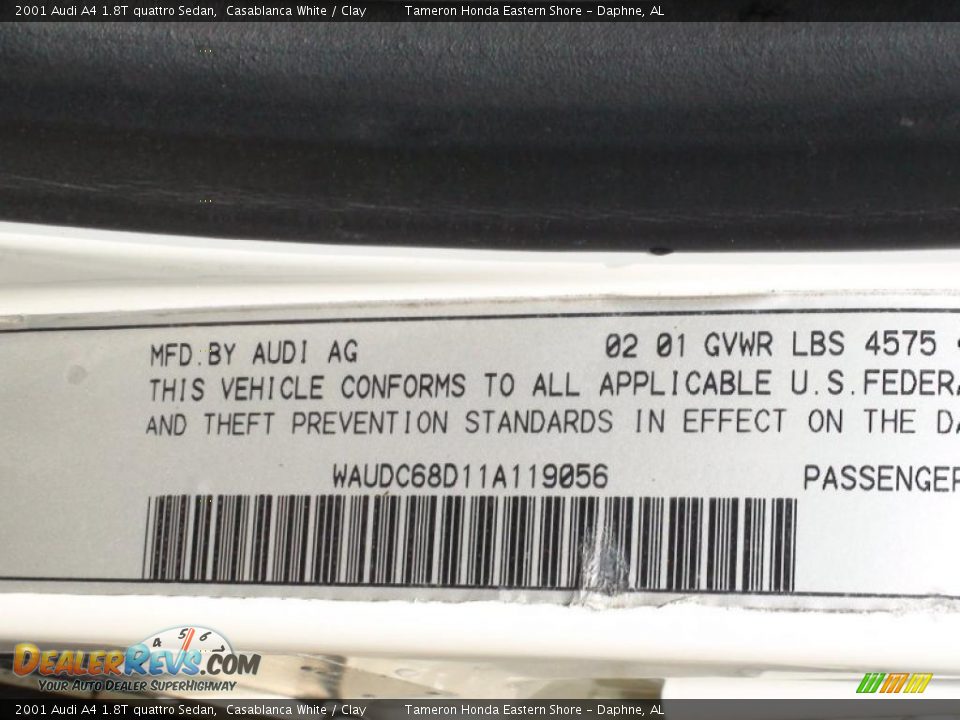 2001 Audi A4 1.8T quattro Sedan, Casablanca White / Clay Tameron Honda Eastern Shore - Daphne, AL
MFD.BY AUDI AG 02 01 GVWR LBS 4575
THIS VEHICLE CONFORMS TO ALL APPLICABLE U.S.FEDERA
AND THEFT PREVENTION STANDARDS IN EFFECT ON THE DA
WAUDC68D11A119056 PASSENGER
4 5 6
DEALERREVS.COM
YOUR AUTO DEALER SUPERHIGHWAY
2001 Audi A4 1.8T quattro Sedan, Casablanca White / Clay Tameron Honda Eastern Shore - Daphne, AL